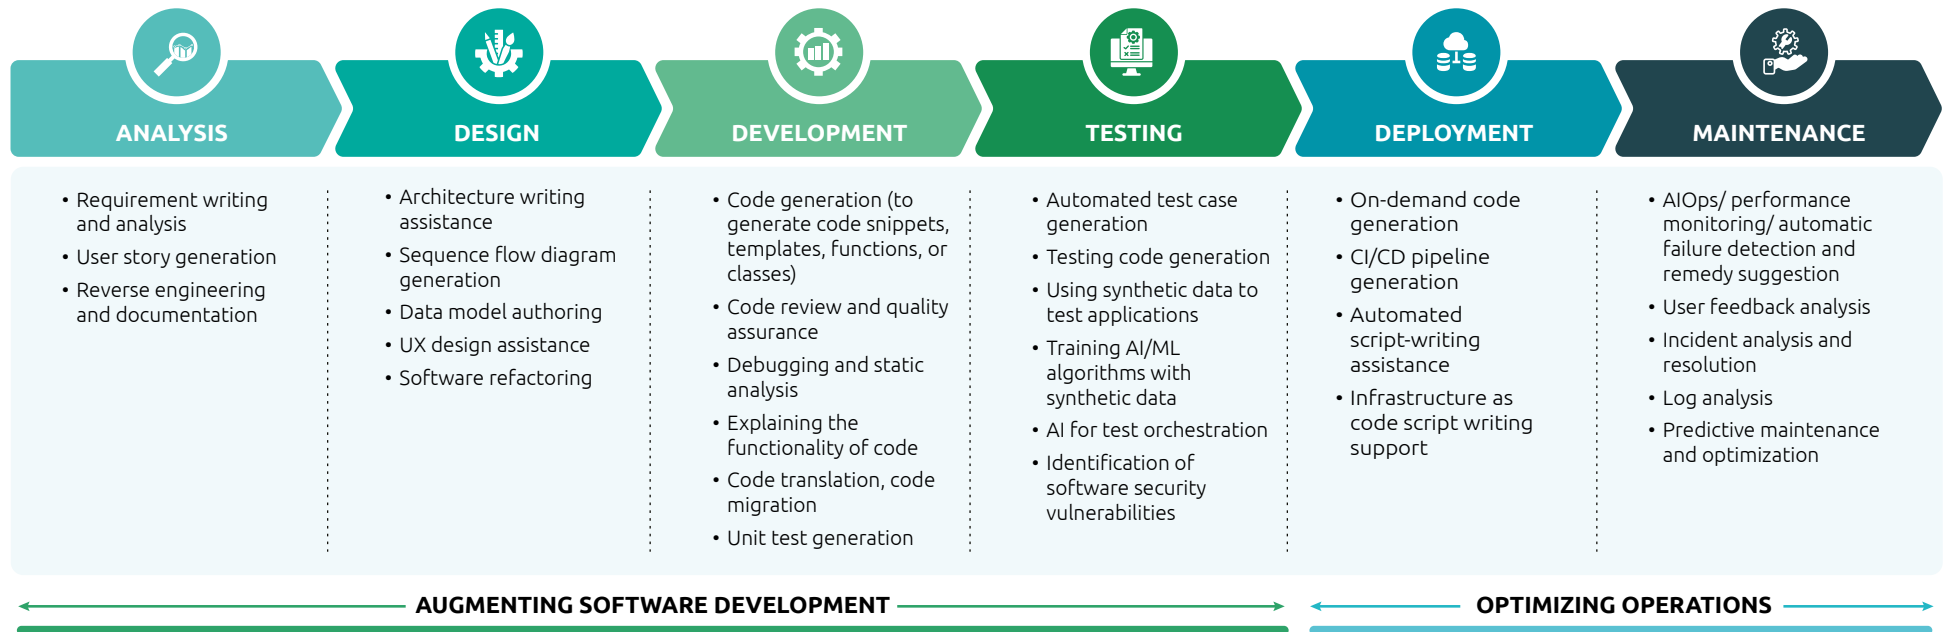 ANALYSIS
DESIGN
DEVELOPMENT
TESTING
DEPLOYMENT
MAINTENANCE
• Requirement writing
and analysis
• User story generation
• Reverse engineering
and documentation
• Architecture writing
assistance
• Sequence flow diagram
generation
• Data model authoring
• UX design assistance
• Software refactoring
• Code generation (to
generate code snippets,
templates, functions, or
classes)
• Code review and quality
assurance
• Debugging and static
analysis
• Explaining the
functionality of code
• Code translation, code
migration
• Unit test generation
• Automated test case
generation
• Testing code generation
• Using synthetic data to
test applications
• Training AI/ML
algorithms with
synthetic data
• AI for test orchestration
• Identification of
software security
vulnerabilities
• On-demand code
generation
• CI/CD pipeline
generation
• Automated
script-writing
assistance
• Infrastructure as
code script writing
support
• AIOps/ performance
monitoring/ automatic
failure detection and
remedy suggestion
• User feedback analysis
• Incident analysis and
resolution
• Log analysis
• Predictive maintenance
and optimization
AUGMENTING SOFTWARE DEVELOPMENT
OPTIMIZING OPERATIONS